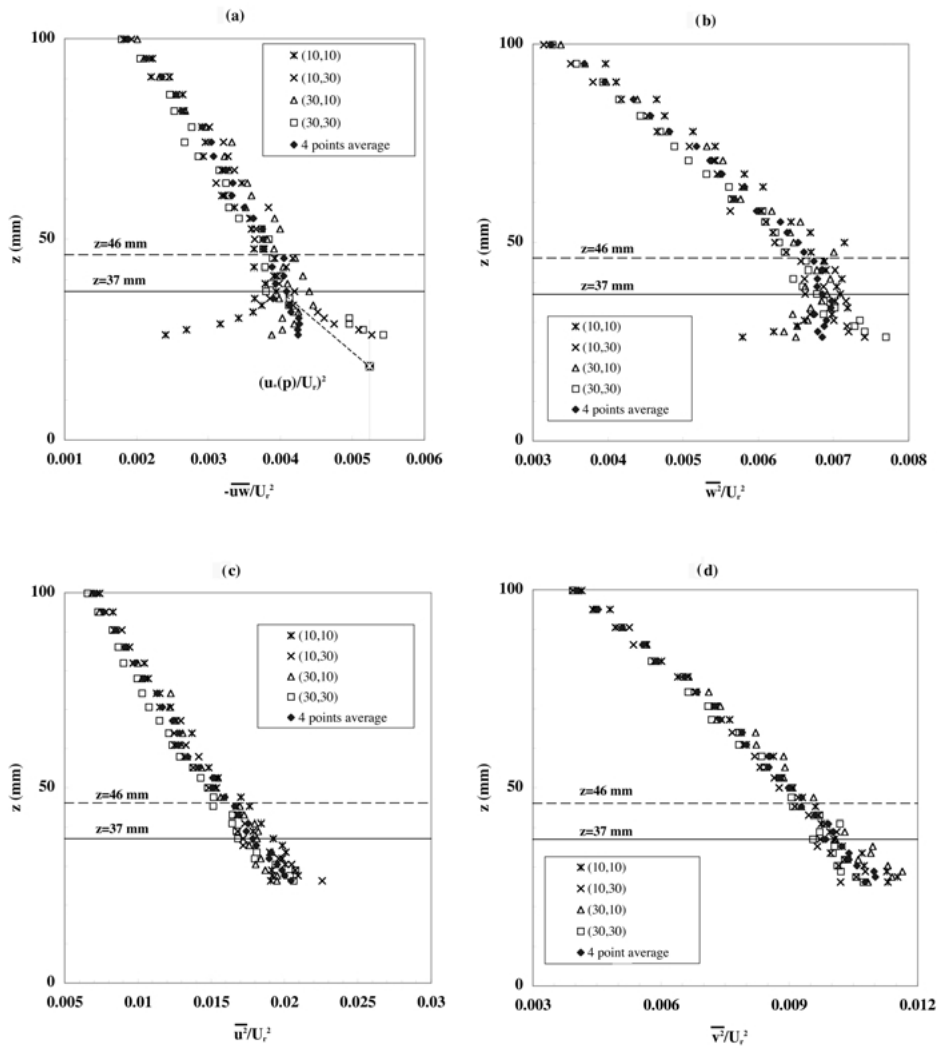 (a)
100
50
0
z (mm)
(10,10)
(10,30)
(30,10)
(30,30)
4 points average
z=46 mm
z=37 mm
(u*(p)/Ur)²
0.001
0.002
0.003
0.004
0.005
0.006
-uw/Ur²
(b)
100
50
0
z (mm)
z=46 mm
z=37 mm
(10,10)
(10,30)
(30,10)
(30,30)
4 points average
0.003
0.004
0.005
0.006
0.007
0.008
w²/Ur²
(c)
100
50
0
z (mm)
(10,10)
(10,30)
(30,10)
(30,30)
4 points average
z=46 mm
z=37 mm
0.005
0.01
0.015
0.02
0.025
0.03
u²/Ur²
(d)
100
50
0
z (mm)
z=46 mm
z=37 mm
(10,10)
(10,30)
(30,10)
(30,30)
4 point average
0.003
0.006
0.009
0.012
v²/Ur²